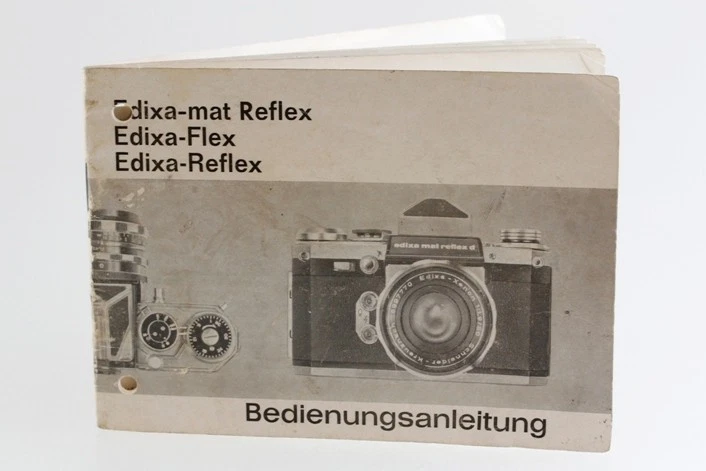 Edixa-mat Reflex
Edixa-Flex
Edixa-Reflex
edixa mat reflex d
Bedienungsanleitung